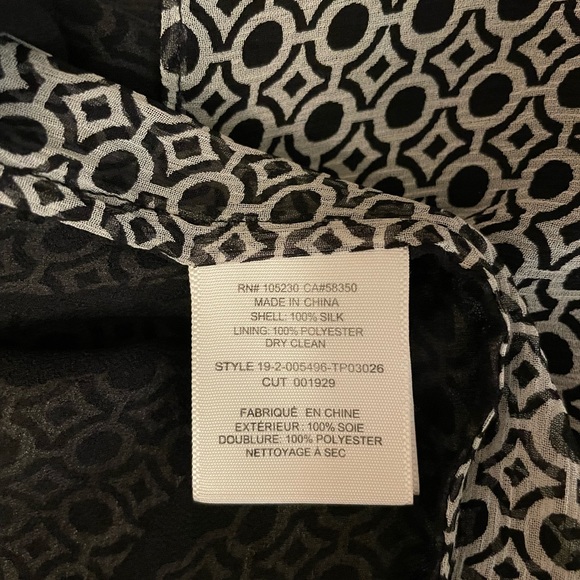 RN# 105230 CA#58350
MADE IN CHINA
SHELL: 100% SILK
LINING: 100% POLYESTER
DRY CLEAN
STYLE 19-2-005496-TP03026
CUT 001929
FABRIQUÉ EN CHINE
EXTÉRIEUR: 100% SOIE
DOUBLURE: 100% POLYESTER
NETTOYAGE À SEC